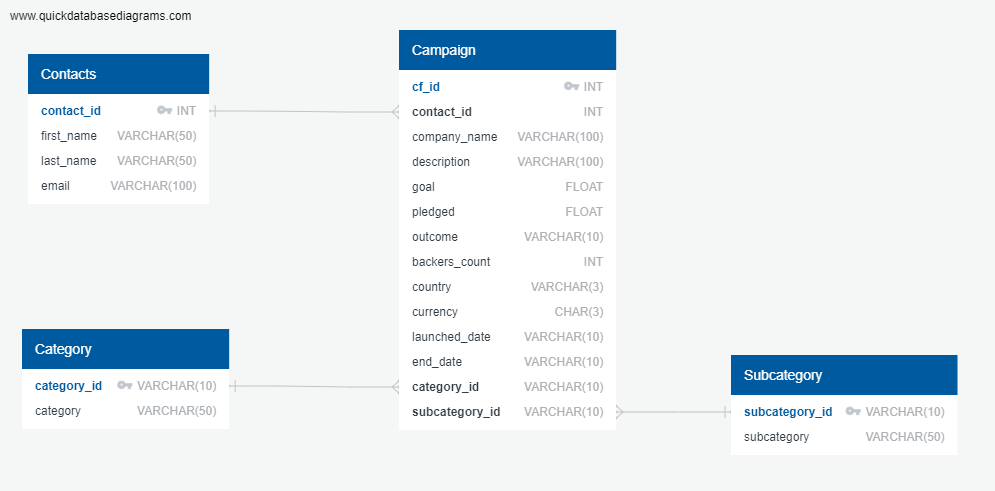 www.quickdatabasediagrams.com
Contacts
contact_id INT
first_name VARCHAR(50)
last_name VARCHAR(50)
email VARCHAR(100)
Campaign
cf_id INT
contact_id INT
company_name VARCHAR(100)
description VARCHAR(100)
goal FLOAT
pledged FLOAT
outcome VARCHAR(10)
backers_count INT
country VARCHAR(3)
currency CHAR(3)
launched_date VARCHAR(10)
end_date VARCHAR(10)
category_id VARCHAR(10)
subcategory_id VARCHAR(10)
Category
category_id VARCHAR(10)
category VARCHAR(50)
Subcategory
subcategory_id VARCHAR(10)
subcategory VARCHAR(50)